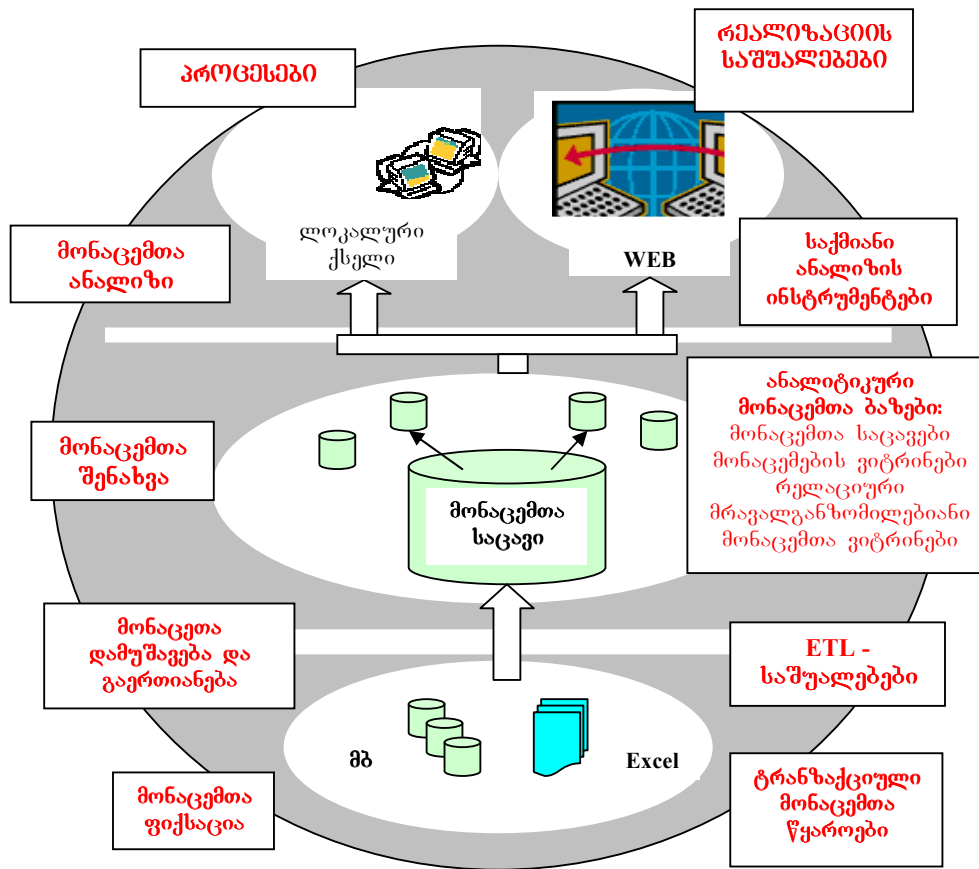 პროცესები
რეალიზაციის
საშუალებები
ლოკალური
ქსელი
WEB
მონაცემთა
ანალიზი
საქმიანი
ანალიზის
ინსტრუმენტები
მონაცემთა
შენახვა
მონაცემთა
საცავი
ანალიტიკური
მონაცემთა ბაზები:
მონაცემთა საცავები
მონაცემების ვიტრინები
რელაციური
მრავალგანზომილებიანი
მონაცემთა ვიტრინები
მონაცეთა
დამუშავება და
გაერთიანება
ETL -
საშუალებები
მბ
Excel
მონაცემთა
ფიქსაცია
ტრანზაქციული
მონაცემთა
წყაროები